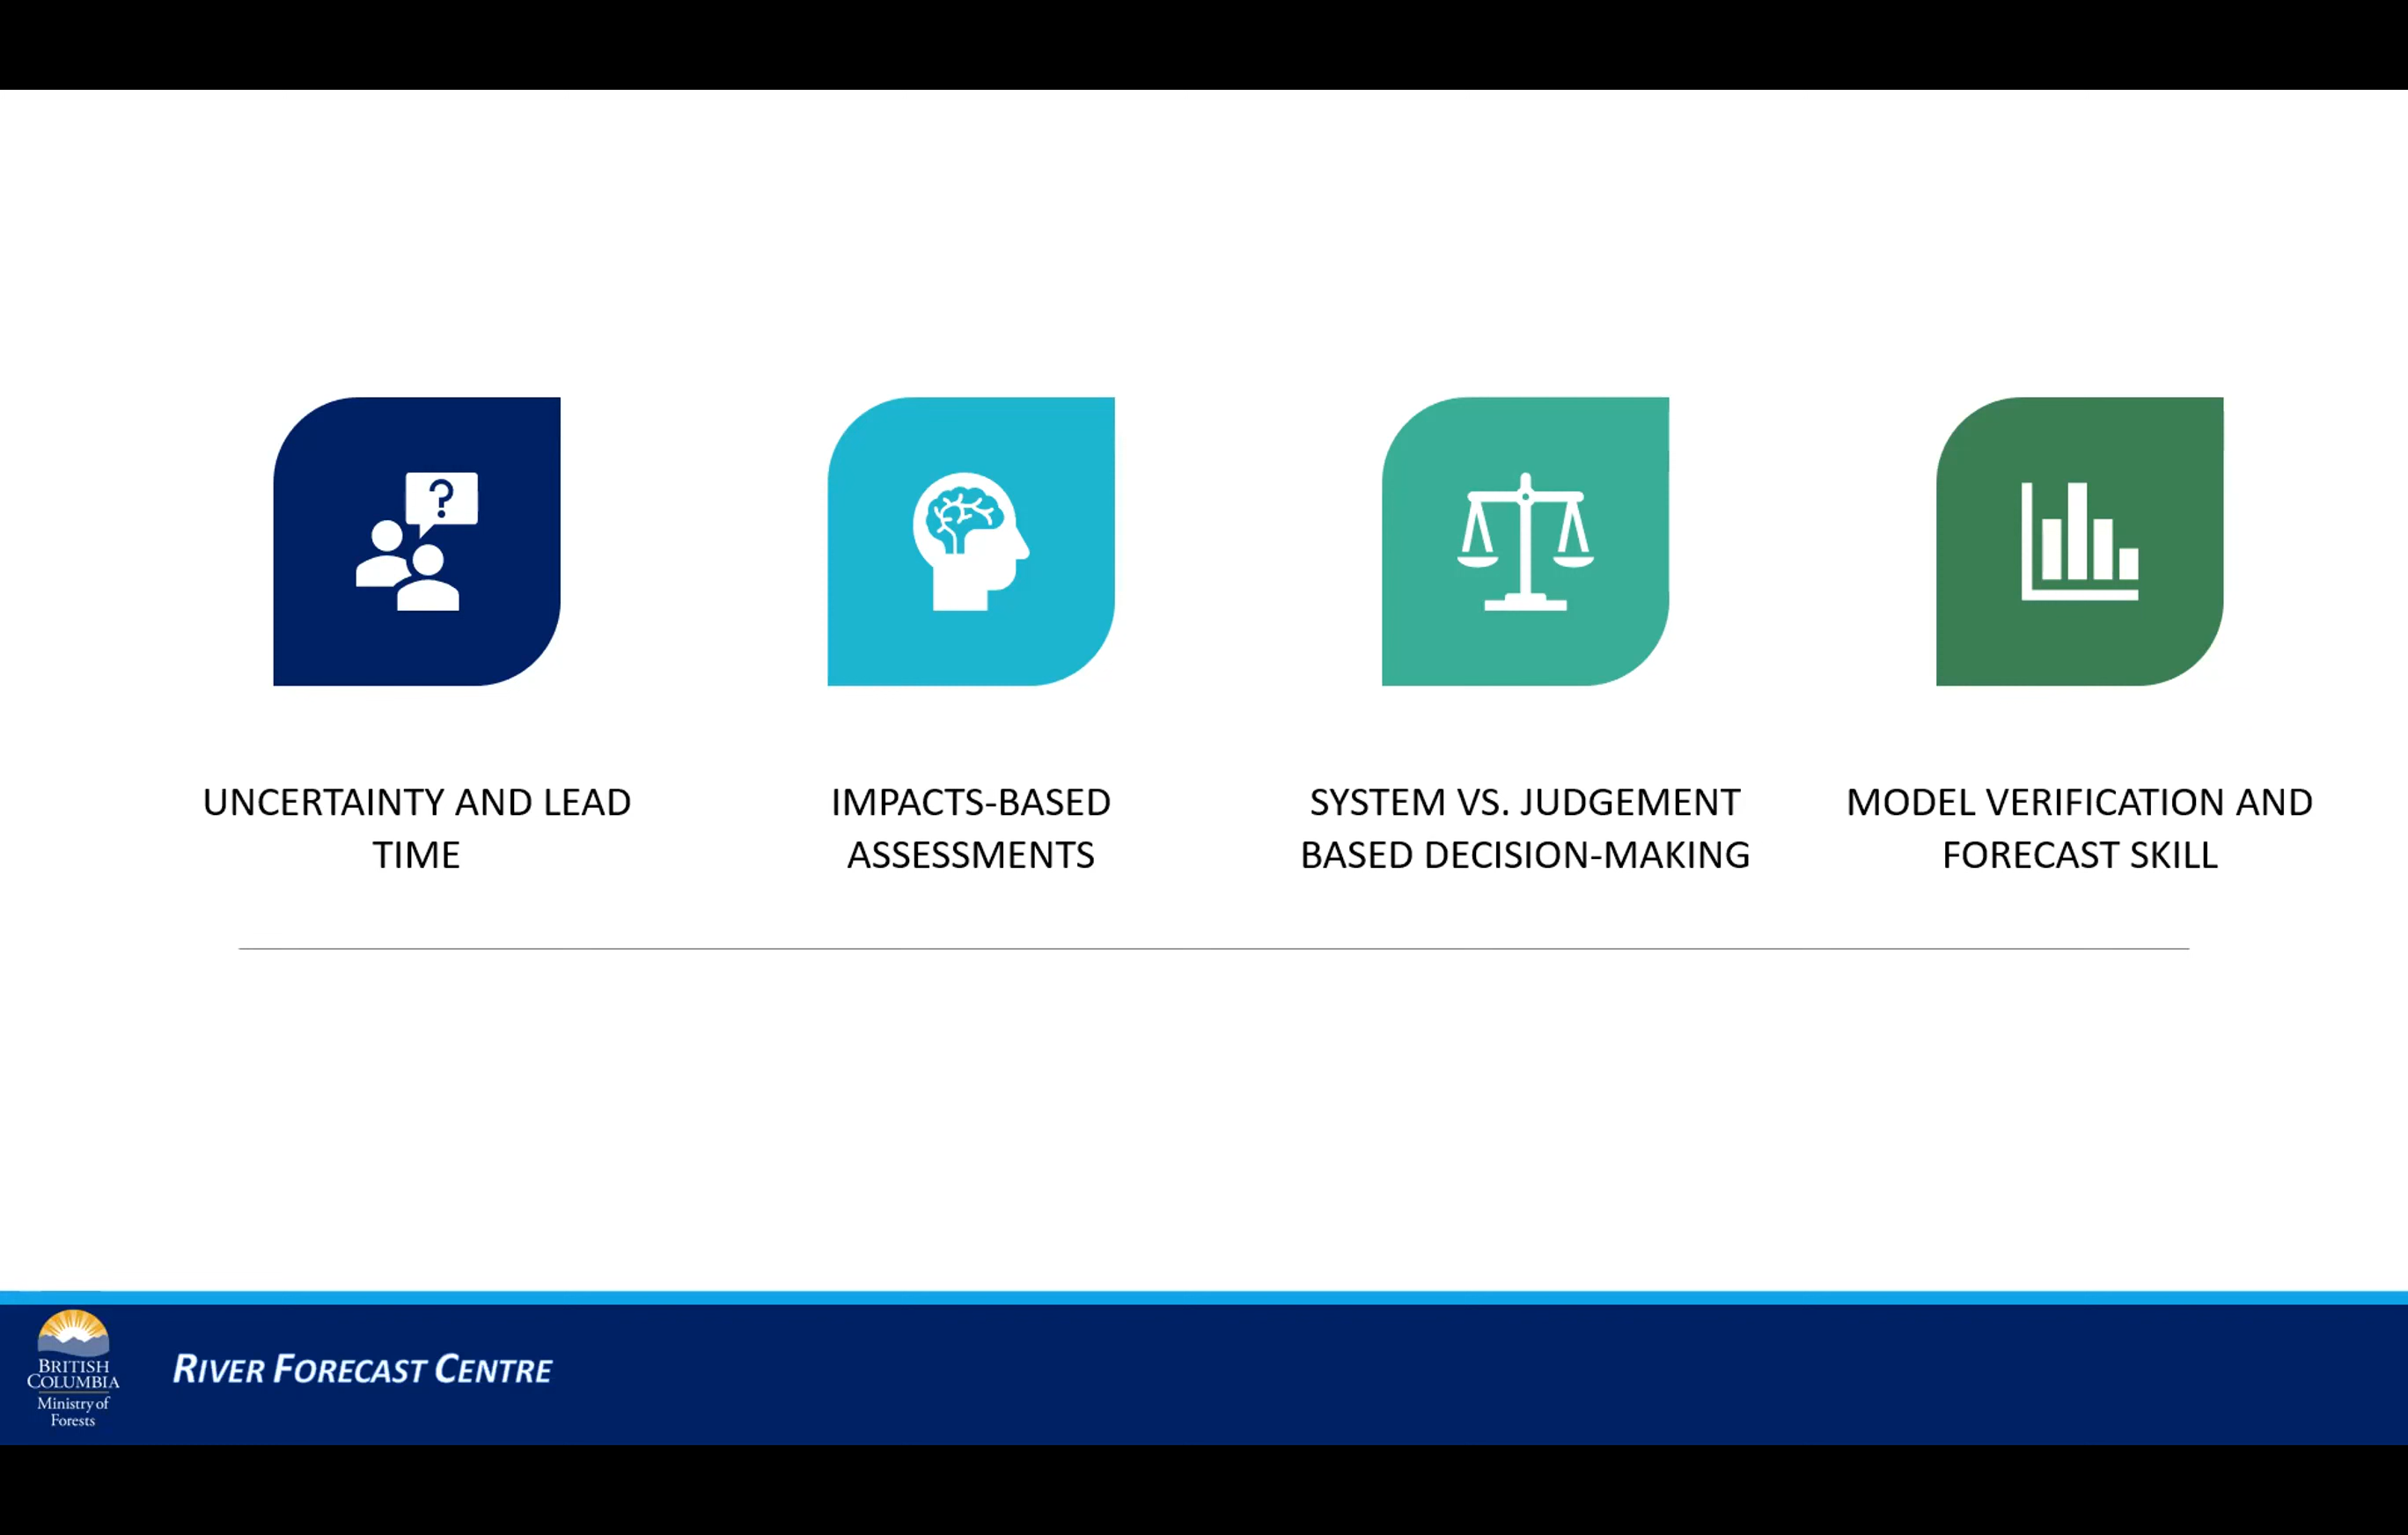 ?
UNCERTAINTY AND LEAD
TIME
IMPACTS-BASED
ASSESSMENTS
SYSTEM VS. JUDGEMENT
BASED DECISION-MAKING
MODEL VERIFICATION AND
FORECAST SKILL
BRITISH
COLUMBIA
Ministry of
Forests
RIVER FORECAST CENTRE